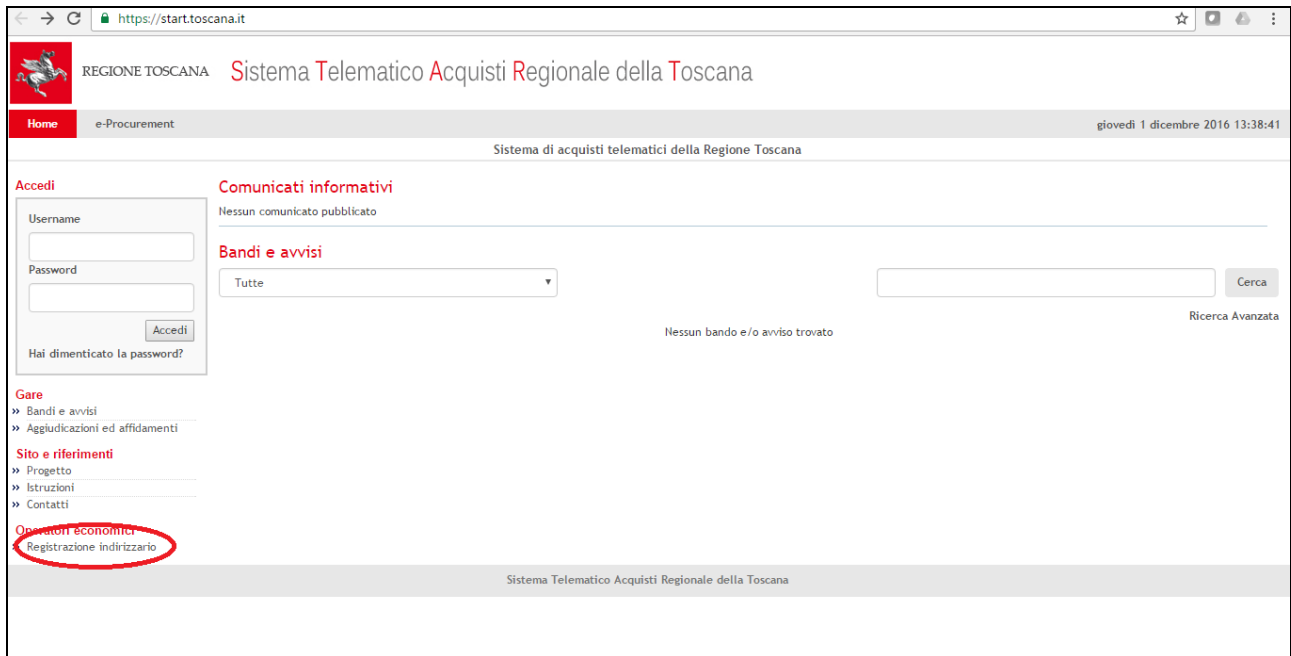 https://start.toscana.it
REGIONE TOSCANA Sistema Telematico Acquisti Regionale della Toscana
Home e-Procurement giovedì 1 dicembre 2016 13:38:41
Sistema di acquisti telematici della Regione Toscana
Accedi
Username
Password
Accedi
Hai dimenticato la password?
Gare
» Bandi e avvisi
» Aggiudicazioni ed affidamenti
Sito e riferimenti
» Progetto
» Istruzioni
» Contatti
Operatori economici
» Registrazione indirizzario
Comunicati informativi
Nessun comunicato pubblicato
Bandi e avvisi
Tutte Cerca
Ricerca Avanzata
Nessun bando e/o avviso trovato
Sistema Telematico Acquisti Regionale della Toscana